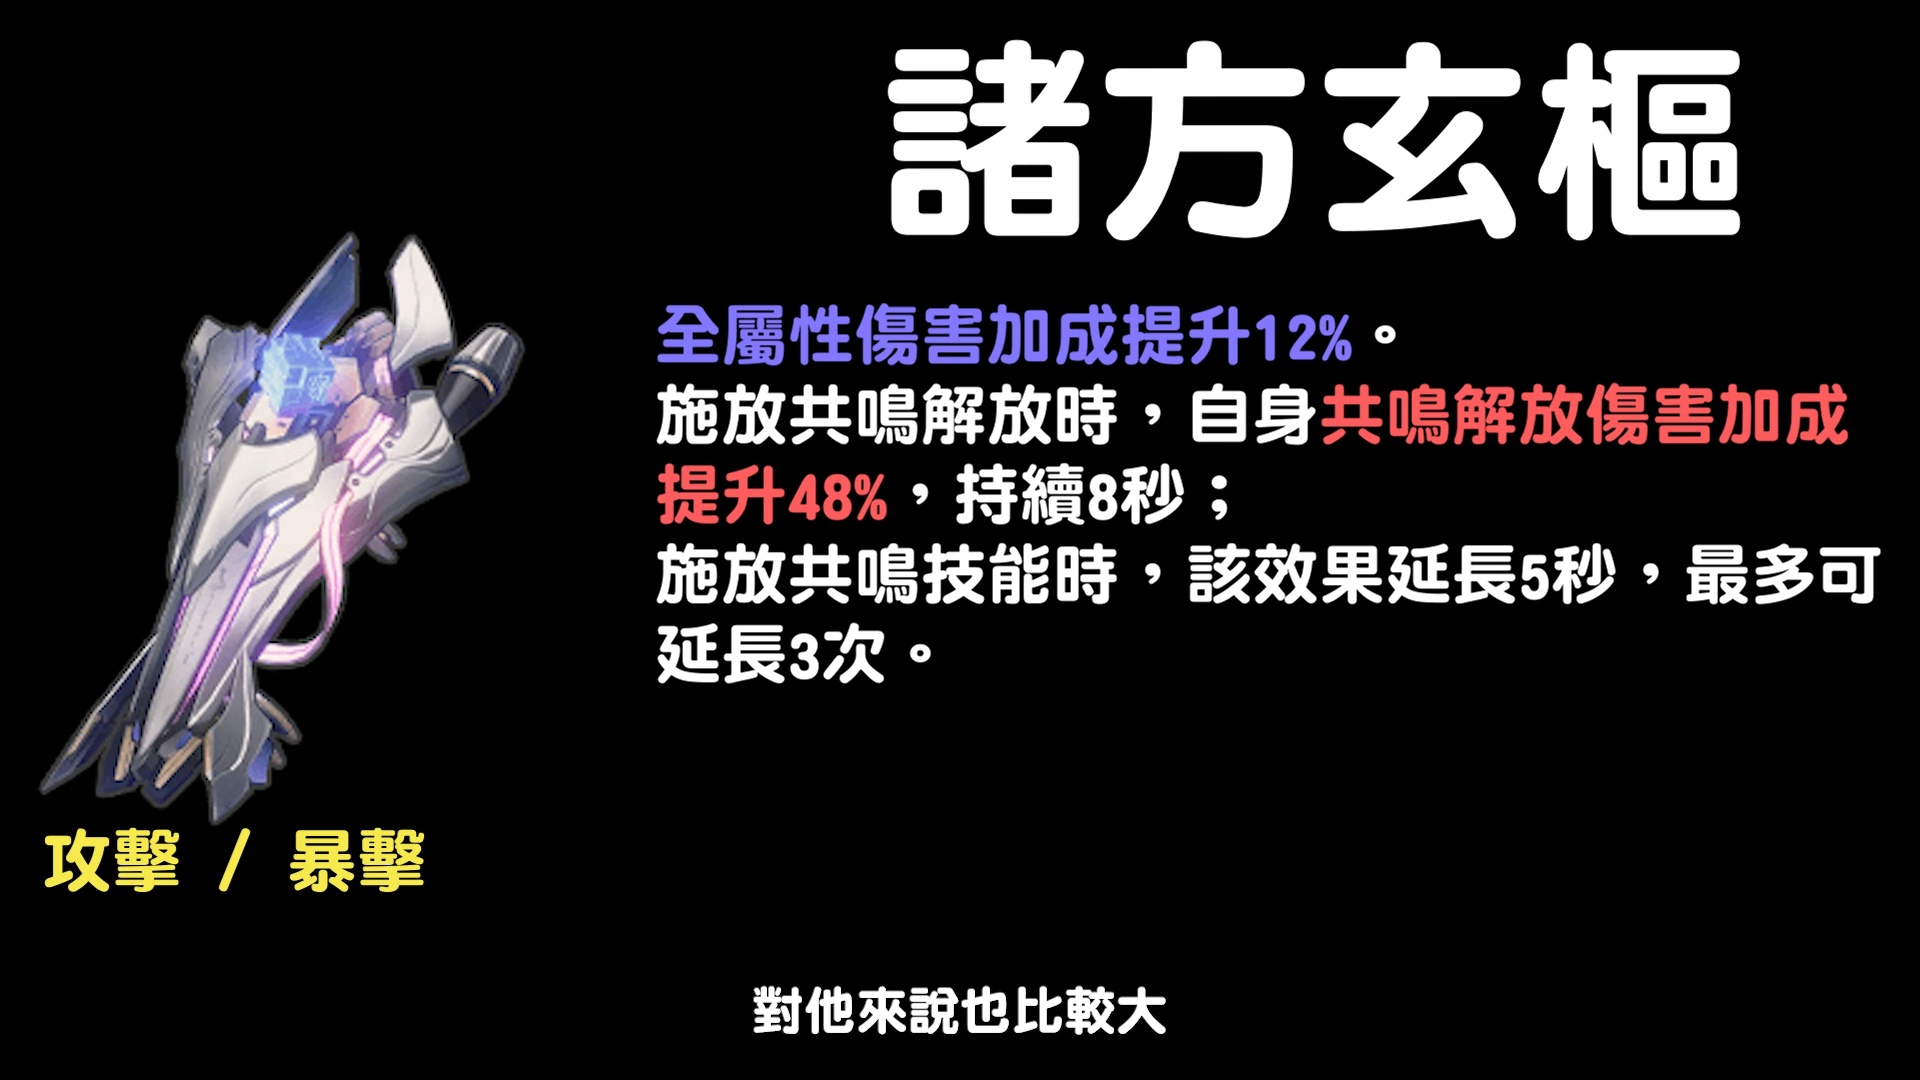 諸方玄樞
全屬性傷害加成提升12%。
施放共鳴解放時，自身共鳴解放傷害加成
提升48%，持續8秒；
施放共鳴技能時，該效果延長5秒，最多可
延長3次。
攻擊 / 暴擊
對他來說也比較大